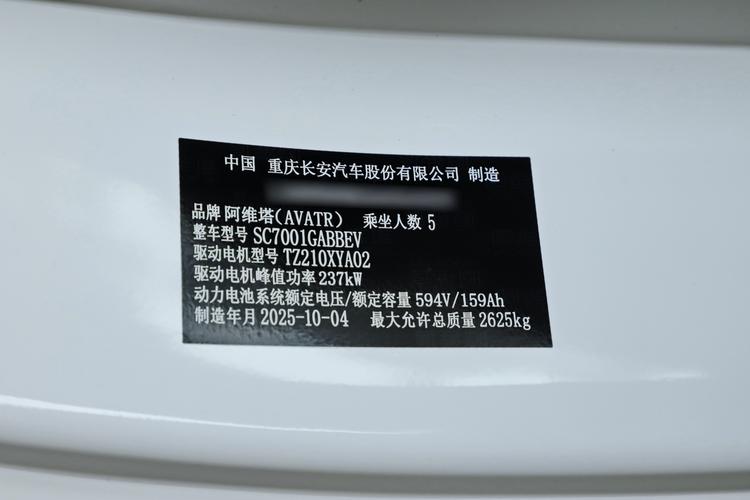 中国 重庆长安汽车股份有限公司 制造
品牌 阿维塔(AVATR) 乘坐人数 5
整车型号 SC7001GABBEV
驱动电机型号 TZ210XYA02
驱动电机峰值功率 237kW
动力电池系统额定电压/额定容量 594V/159Ah
制造年月 2025-10-04 最大允许总质量 2625kg